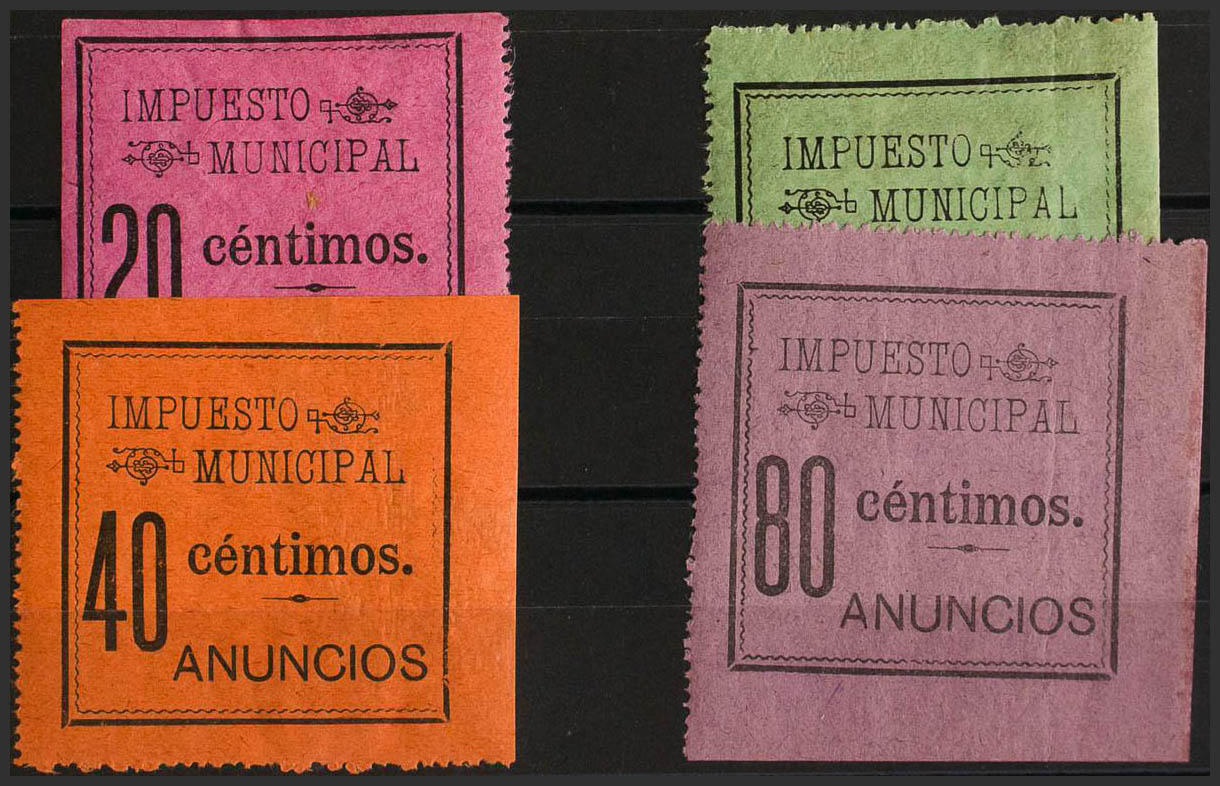 IMPUESTO
MUNICIPAL
20 céntimos.
IMPUESTO
MUNICIPAL
IMPUESTO
MUNICIPAL
40 céntimos.
ANUNCIOS
IMPUESTO
MUNICIPAL
80 céntimos.
ANUNCIOS